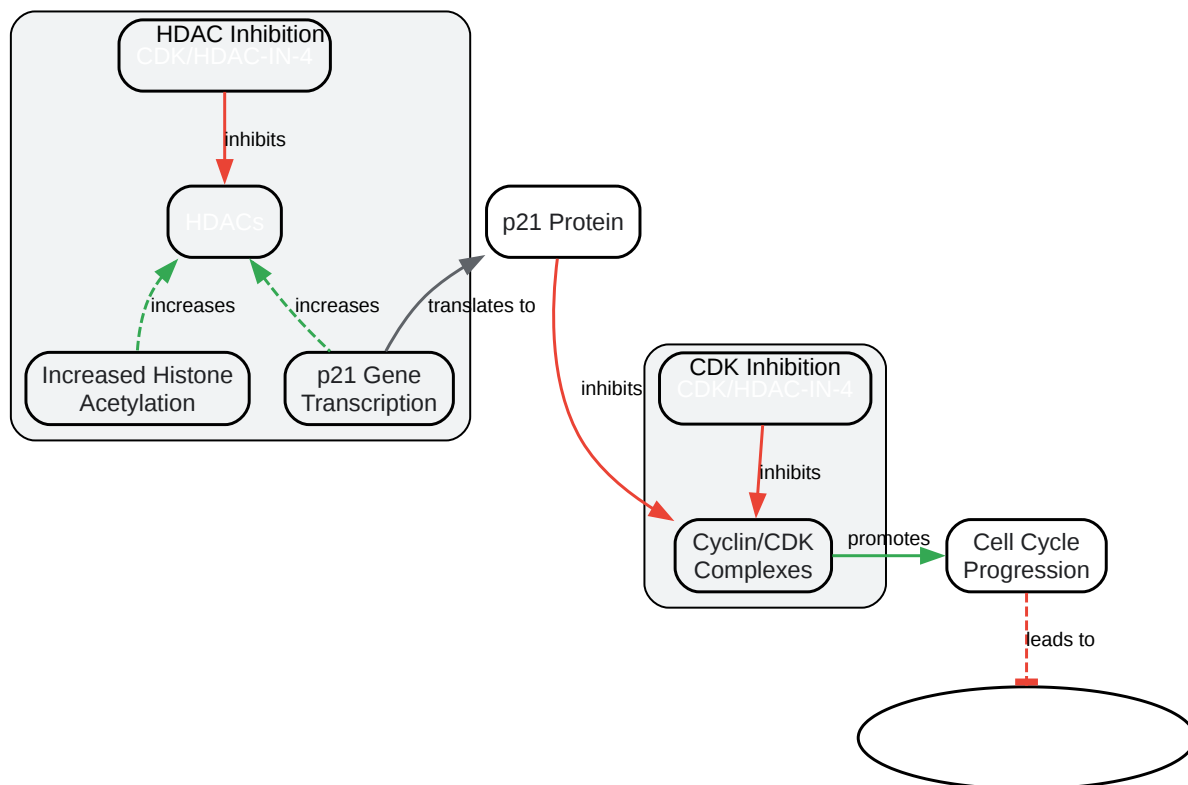 HDAC Inhibition
CDK/HDAC-IN-4
inhibits
HDACs
p21 Protein
increases
increases
translates to
Increased Histone
Acetylation
p21 Gene
Transcription
inhibits
CDK Inhibition
CDK/HDAC-IN-4
inhibits
Cyclin/CDK
Complexes
promotes
Cell Cycle
Progression
leads to